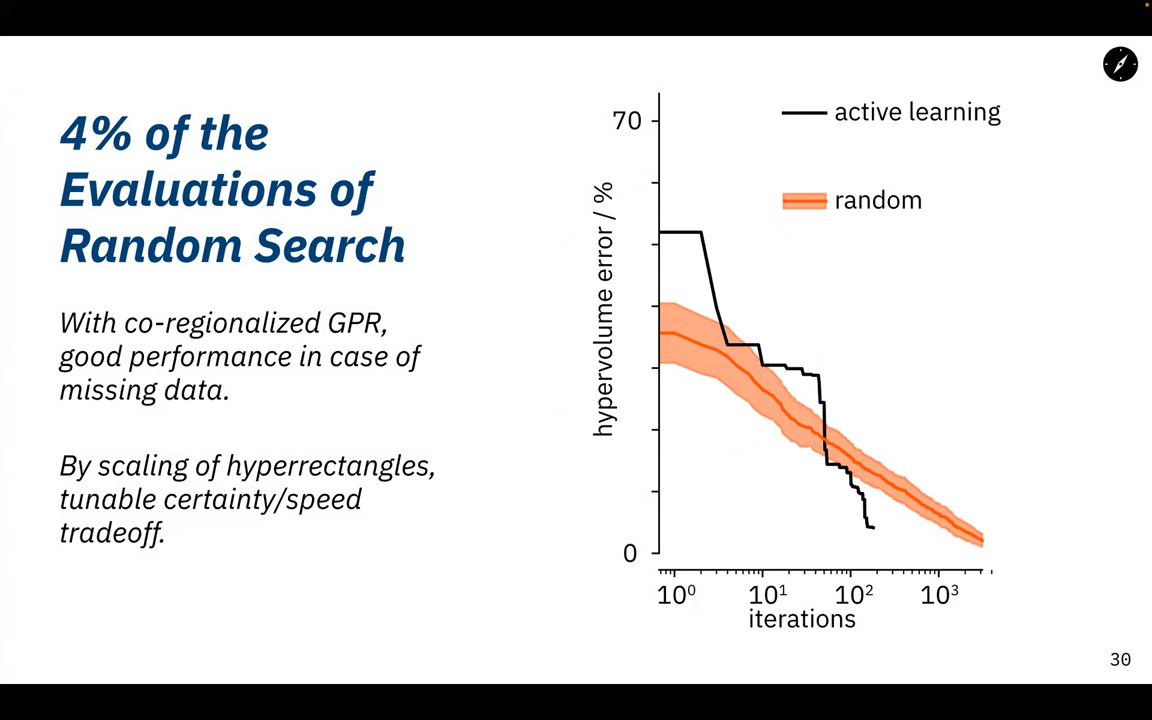 4% of the
Evaluations of
Random Search
With co-regionalized GPR,
good performance in case of
missing data.
By scaling of hyperrectangles,
tunable certainty/speed
tradeoff.
active learning
random
hypervolume error / %
70
0
10⁰ 10¹ 10² 10³
iterations
30